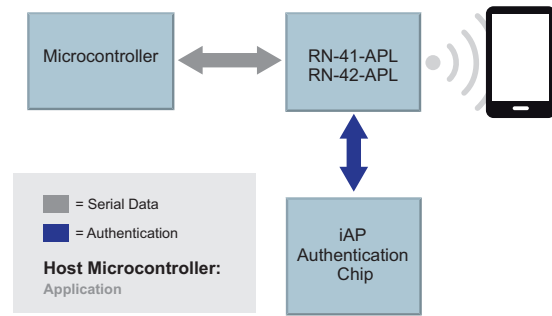 Microcontroller
RN-41-APL
RN-42-APL
iAP
Authentication
Chip
= Serial Data
= Authentication
Host Microcontroller:
Application